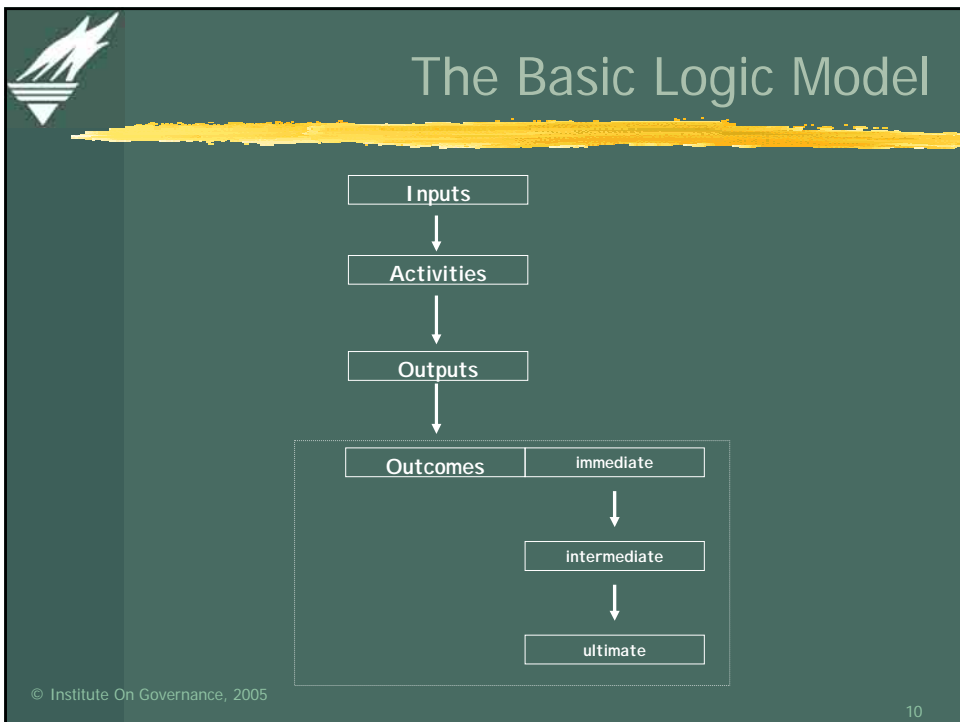 The Basic Logic Model
Inputs
Activities
Outputs
Outcomes immediate
intermediate
ultimate
© Institute On Governance, 2005
10